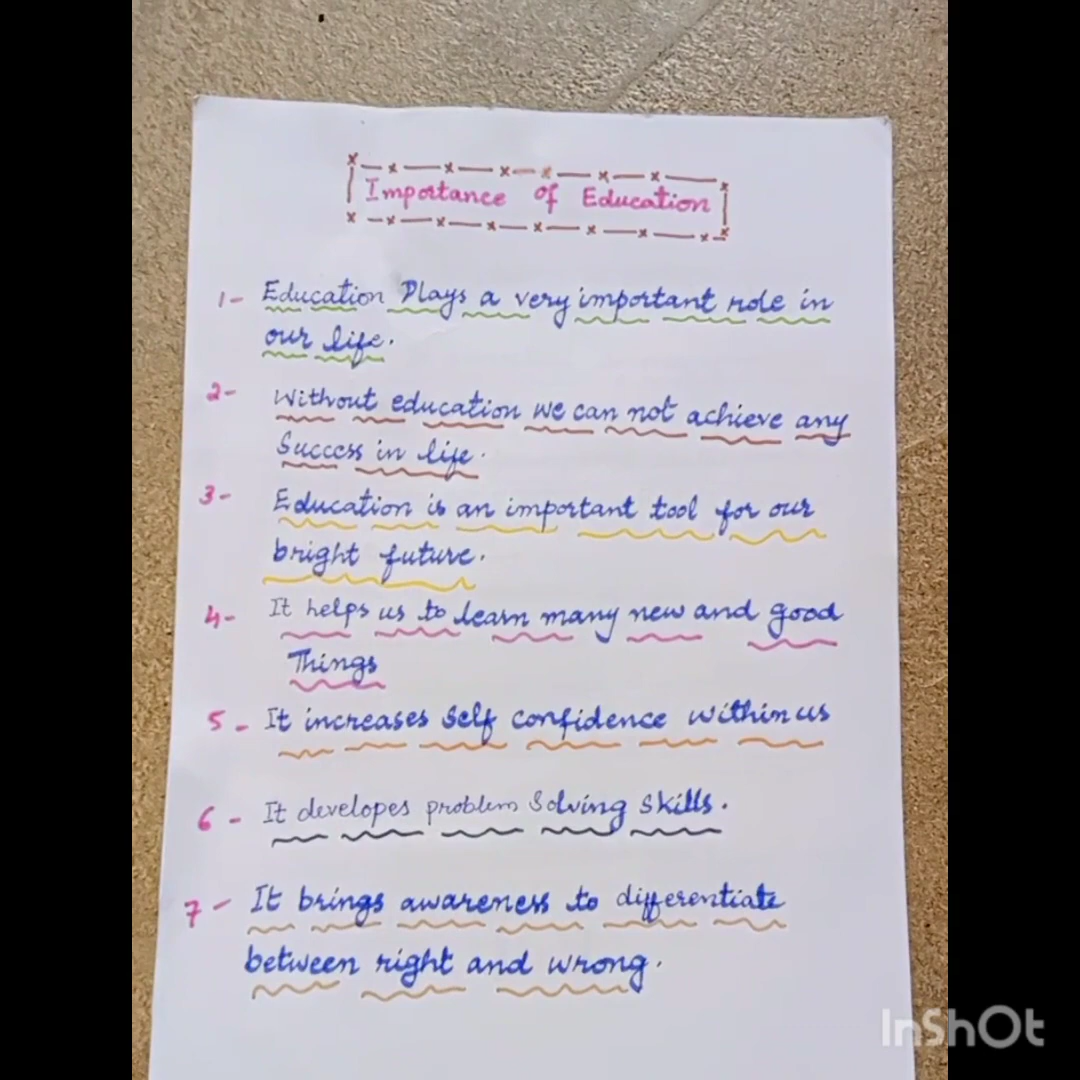 Importance of Education
1- Education Plays a very important role in
our life.
2- Without education we can not achieve any
Success in life.
3- Education is an important tool for our
bright future.
4- It helps us to learn many new and good
Things
5- It increases Self confidence within us
6- It developes problem Solving Skills.
7- It brings awareness to differentiate
between right and wrong.
InShOt